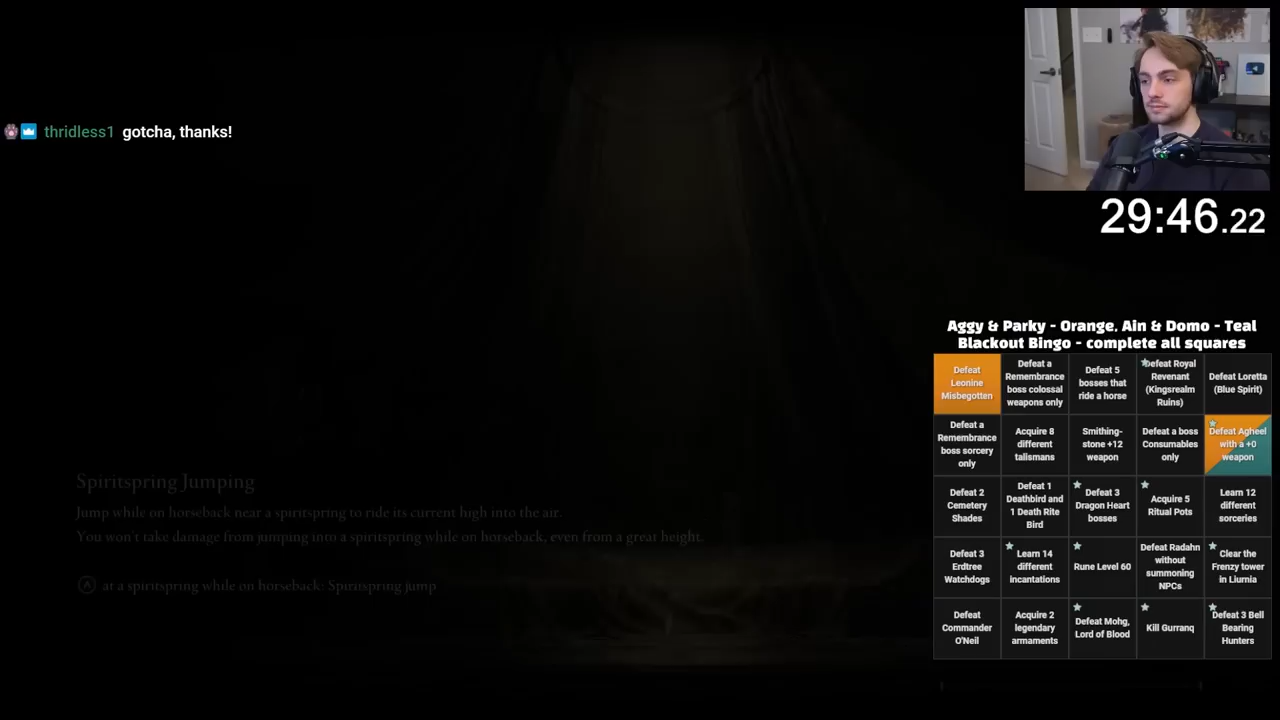 thridless1 gotcha, thanks!
29:46.22
Aggy & Parky - Orange, Ain & Domo - Teal
Blackout Bingo - complete all squares
Defeat
Leonine
Misbegotten
Defeat a
Remembrance
boss colossal
weapons only
Defeat 5
bosses that
ride a horse
Defeat Royal
Revenant
(Kingsrealm
Ruins)
Defeat Loretta
(Blue Spirit)
Defeat a
Remembrance
boss sorcery
only
Acquire 8
different
talismans
Smithing-
stone +12
weapon
Defeat a boss
Consumables
only
Defeat Agheel
with a +0
weapon
Defeat 2
Cemetery
Shades
Defeat 1
Deathbird and
1 Death Rite
Bird
Defeat 3
Dragon Heart
bosses
Acquire 5
Ritual Pots
Learn 12
different
sorceries
Defeat 3
Erdtree
Watchdogs
Learn 14
different
incantations
Rune Level 60
Defeat Radahn
without
summoning
NPCs
Clear the
Frenzy tower
in Liurnia
Defeat
Commander
O'Neil
Acquire 2
legendary
armaments
Defeat Mohg,
Lord of Blood
Kill Gurranq
Defeat 3 Bell
Bearing
Hunters
Spiritspring Jumping
Jump while on horseback near a spiritspring to ride its current high into the air.
You won't take damage from jumping into a spiritspring while on horseback, even from a great height.
A at a spiritspring while on horseback: Spiritspring jump